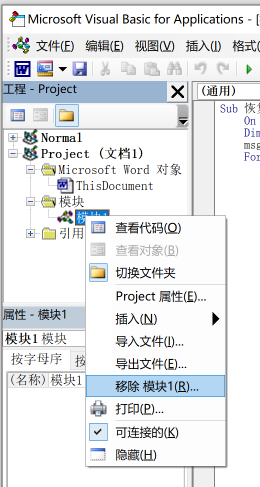 Microsoft Visual Basic for Applications - [
文件(F) 编辑(E) 视图(V) 插入(I) 格式(
工程 - Project
(通用)
Normal
Project (文档1)
Microsoft Word 对象
ThisDocument
模块
模块1
引用
Sub 恢复
On
Dim
msg
For
查看代码(O)
查看对象(B)
切换文件夹
Project 属性(E)...
插入(N)
导入文件(I)...
导出文件(E)...
移除 模块1(R)...
打印(P)...
可连接的(K)
隐藏(H)
属性 - 模块1
模块1 模块
按字母序 按
(名称) 模块1